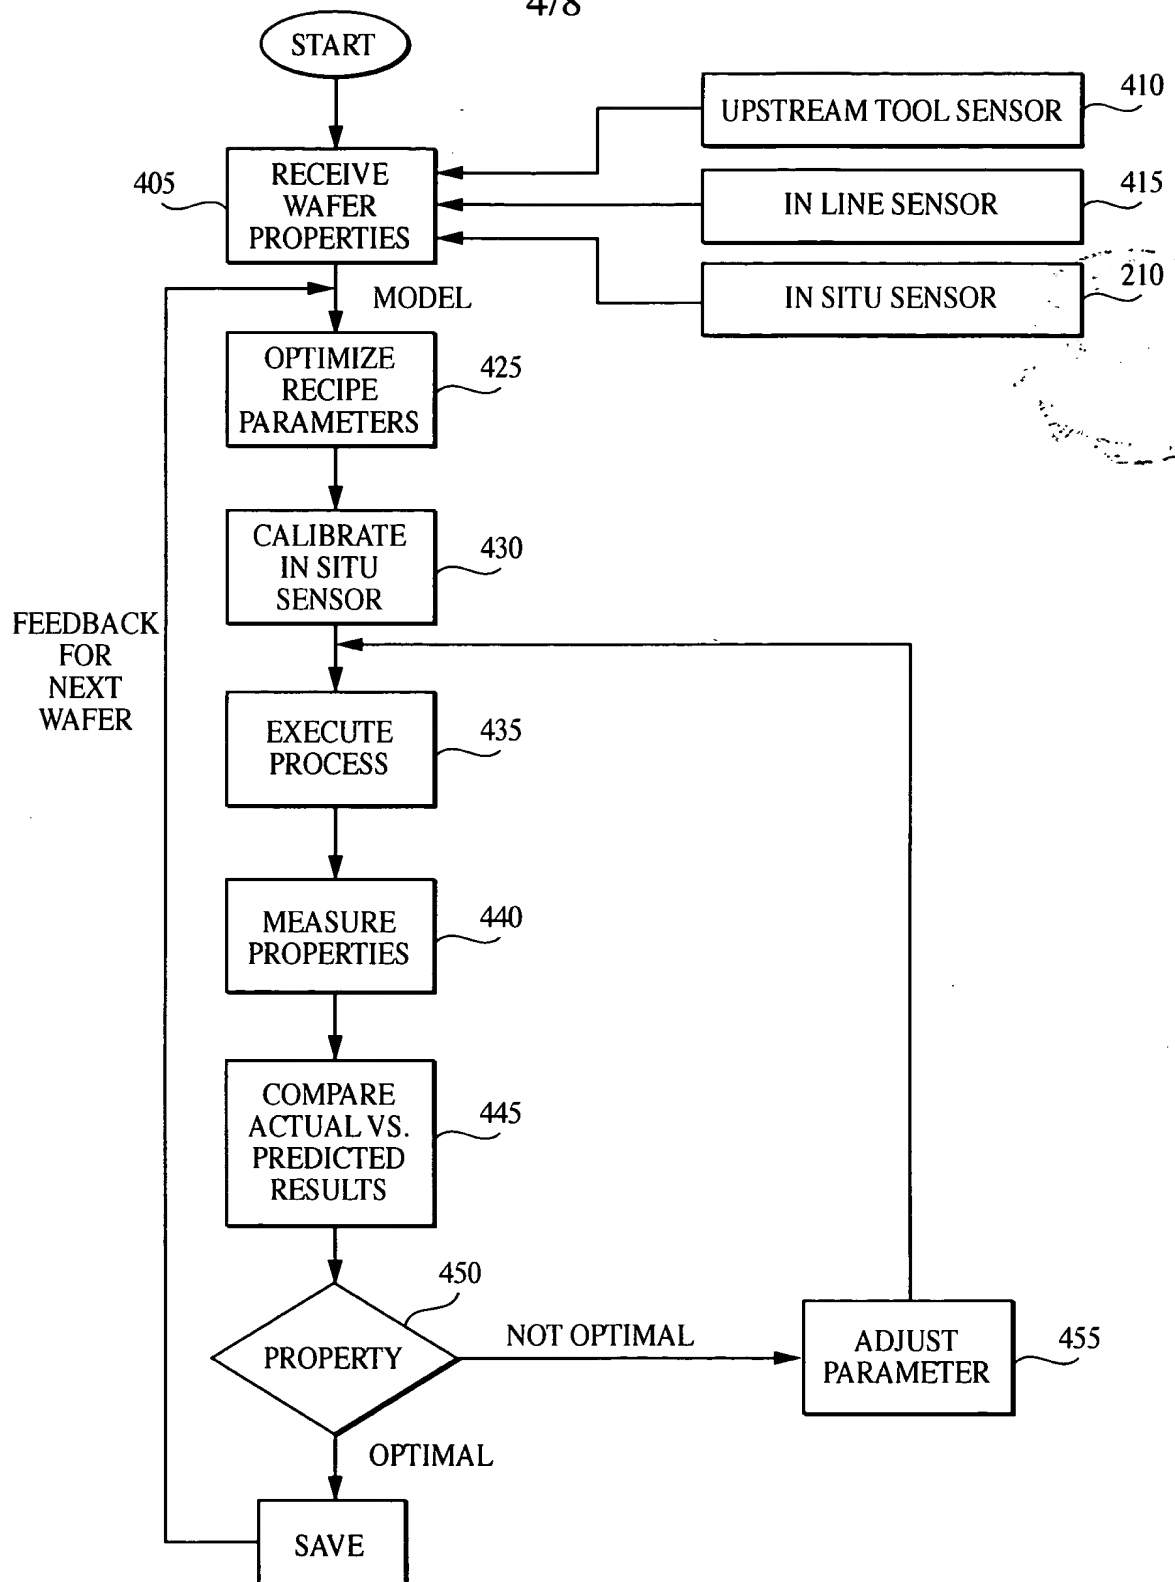 4/8
START
UPSTREAM TOOL SENSOR
410
405
RECEIVE
WAFER
PROPERTIES
IN LINE SENSOR
415
IN SITU SENSOR
210
MODEL
OPTIMIZE
RECIPE
PARAMETERS
425
CALIBRATE
IN SITU
SENSOR
430
FEEDBACK
FOR
NEXT
WAFER
EXECUTE
PROCESS
435
MEASURE
PROPERTIES
440
COMPARE
ACTUAL VS.
PREDICTED
RESULTS
445
450
PROPERTY
NOT OPTIMAL
ADJUST
PARAMETER
455
OPTIMAL
SAVE